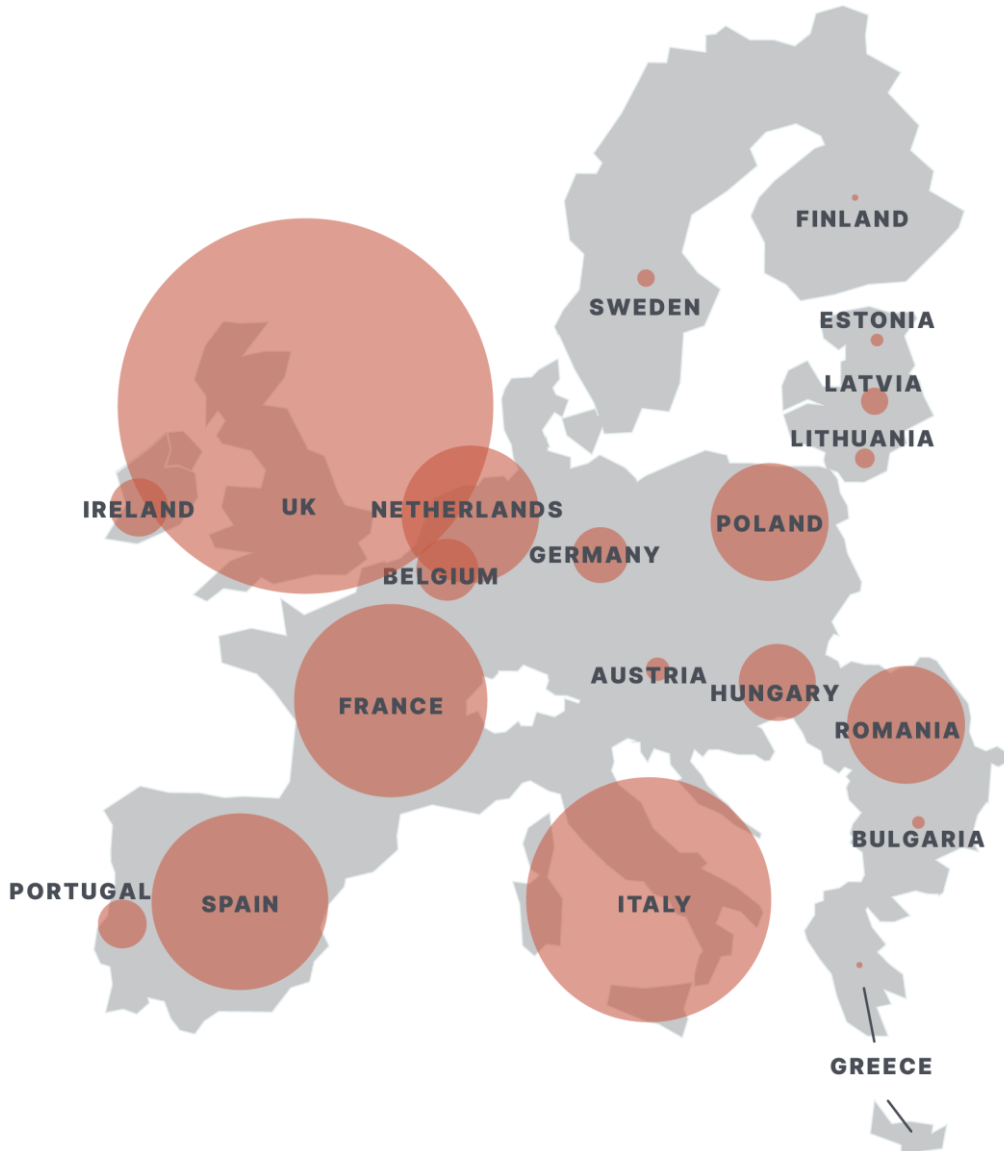 FINLAND
SWEDEN
ESTONIA
LATVIA
LITHUANIA
IRELAND
UK
NETHERLANDS
POLAND
GERMANY
BELGIUM
AUSTRIA
HUNGARY
FRANCE
ROMANIA
BULGARIA
PORTUGAL
SPAIN
ITALY
GREECE